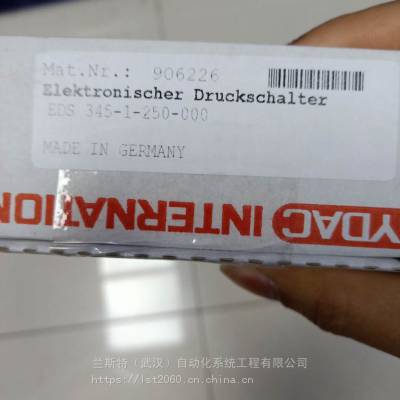 Mat.Nr.: 906226
Elektronischer Druckschalter
EDS 345-1-250-000
MADE IN GERMANY
YDAC INTERNATION
兰斯特（武汉）自动化系统工程有限公司
https://lst2060.cn.china.cn